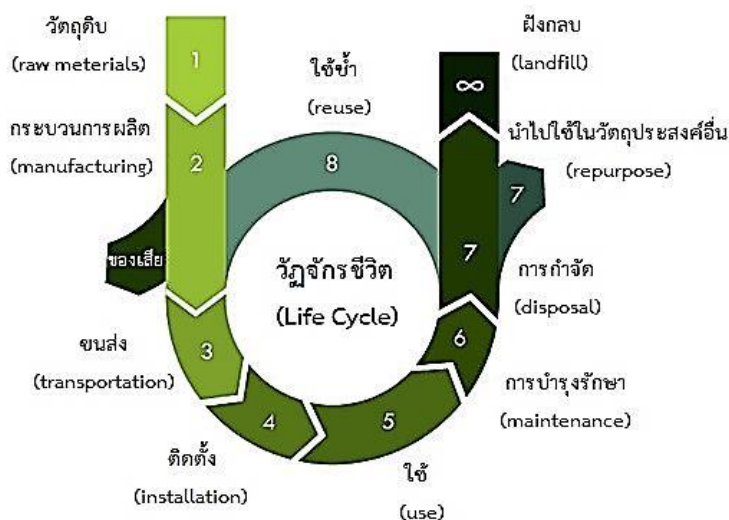 วัตถุดิบ
(raw meterials)
1
กระบวนการผลิต
(manufacturing)
2
ของเสีย
ขนส่ง
(transportation)
3
ติดตั้ง
(installation)
4
ใช้
(use)
5
การบำรุงรักษา
(maintenance)
6
การกำจัด
(disposal)
7
นำไปใช้ในวัตถุประสงค์อื่น
(repurpose)
7
ฝังกลบ
(landfill)
∞
ใช้ซ้ำ
(reuse)
8
วัฏจักรชีวิต
(Life Cycle)